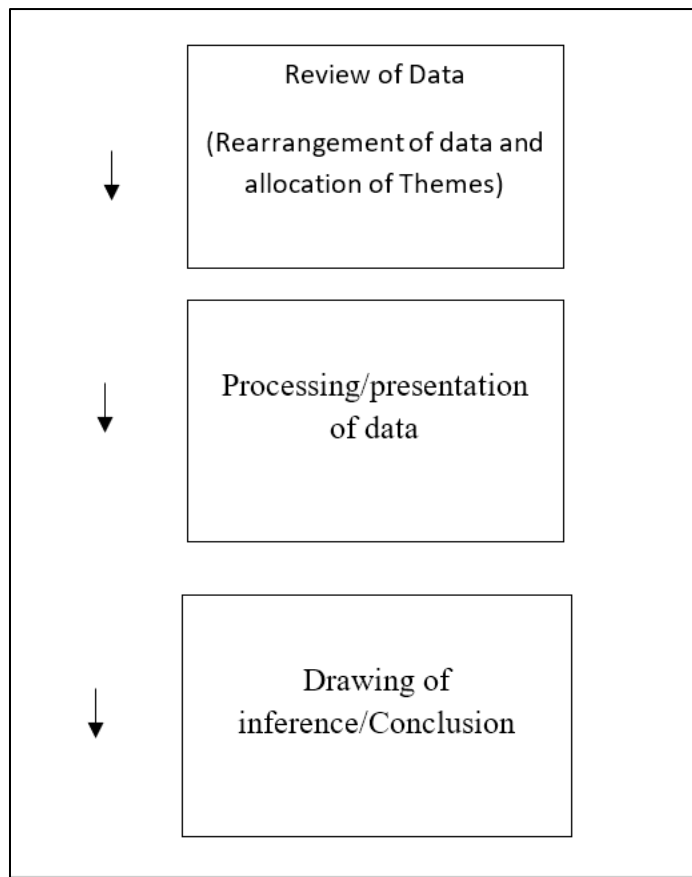 Review of Data
(Rearrangement of data and
allocation of Themes)
Processing/presentation
of data
Drawing of
inference/Conclusion